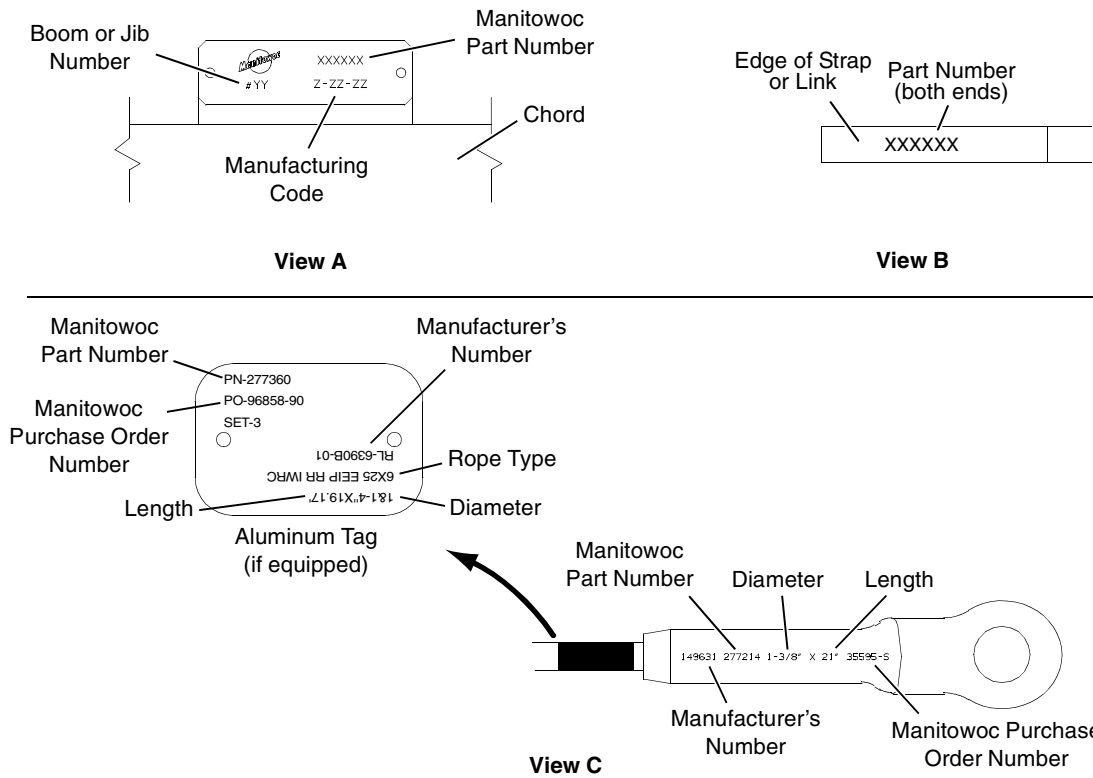 Boom or Jib
Number
Manitowoc
Part Number
Manitowoc
XXXXXX
#YY
Z-ZZ-ZZ
Chord
Manufacturing
Code
View A
Edge of Strap
or Link
Part Number
(both ends)
XXXXXX
View B
Manitowoc
Part Number
Manufacturer's
Number
PN-277360
PO-96858-90
SET-3
Manitowoc
Purchase Order
Number
RL-6390B-01
6X25 EEIP RR IWRC
1&1-4"X19.17'
Rope Type
Length
Diameter
Aluminum Tag
(if equipped)
Manitowoc
Part Number
Diameter
Length
149631 277214 1-3/8" X 21" 35595-S
Manufacturer's
Number
Manitowoc Purchase
Order Number
View C